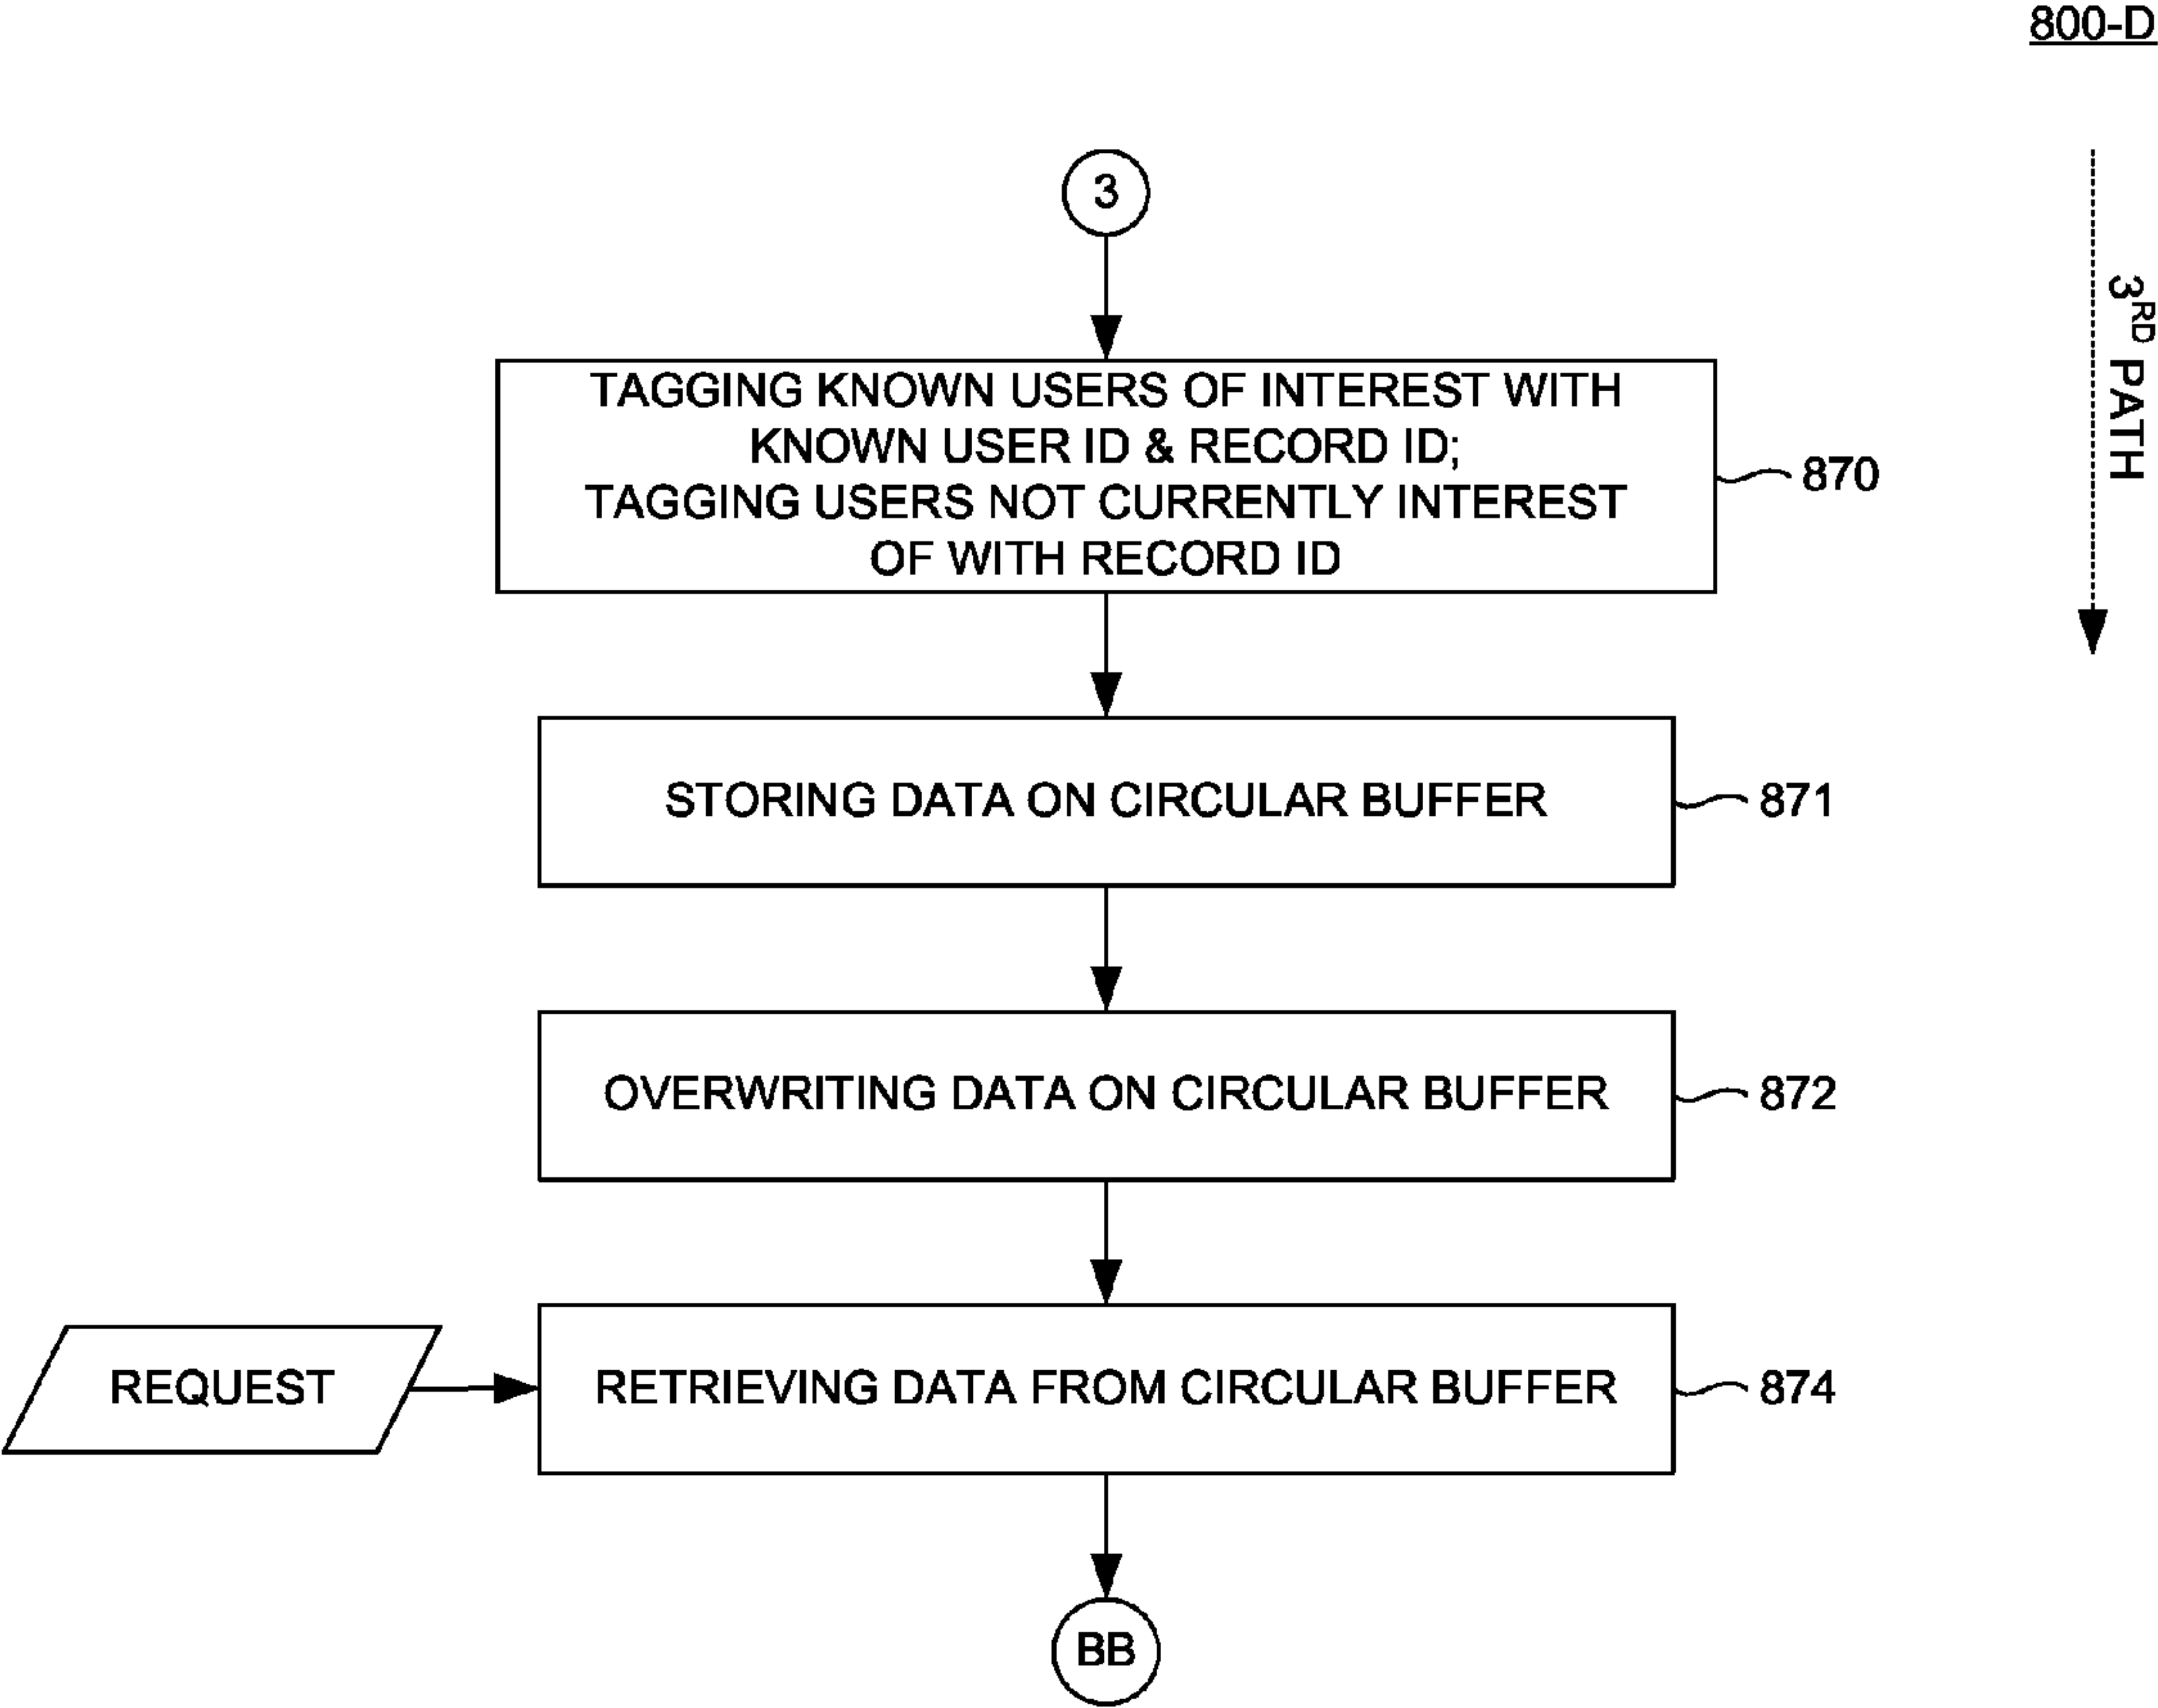 800-D
3
3RD PATH
TAGGING KNOWN USERS OF INTEREST WITH
KNOWN USER ID & RECORD ID;
TAGGING USERS NOT CURRENTLY INTEREST
OF WITH RECORD ID
870
STORING DATA ON CIRCULAR BUFFER
871
OVERWRITING DATA ON CIRCULAR BUFFER
872
REQUEST
RETRIEVING DATA FROM CIRCULAR BUFFER
874
BB